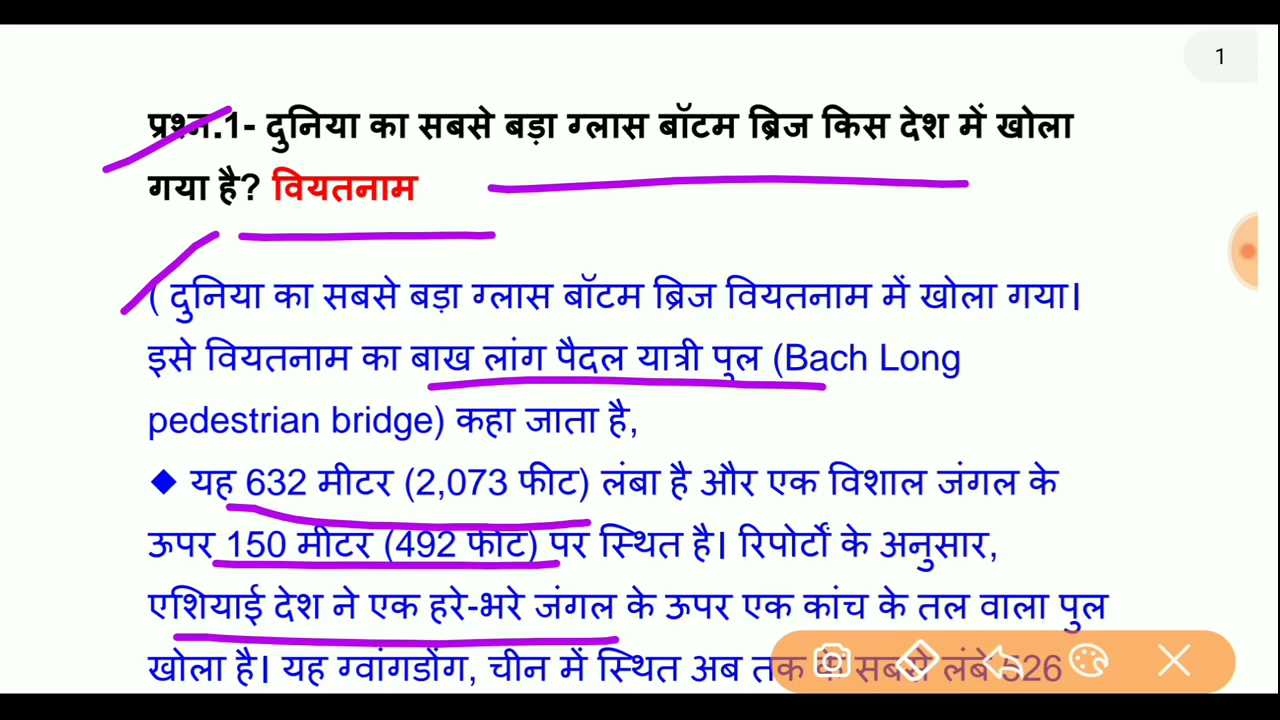 1
प्रश्न.1- दुनिया का सबसे बड़ा ग्लास बॉटम ब्रिज किस देश में खोला
गया है? वियतनाम
( दुनिया का सबसे बड़ा ग्लास बॉटम ब्रिज वियतनाम में खोला गया।
इसे वियतनाम का बाख लांग पैदल यात्री पुल (Bach Long
pedestrian bridge) कहा जाता है,
◆ यह 632 मीटर (2,073 फीट) लंबा है और एक विशाल जंगल के
ऊपर 150 मीटर (492 फीट) पर स्थित है। रिपोर्टों के अनुसार,
एशियाई देश ने एक हरे-भरे जंगल के ऊपर एक कांच के तल वाला पुल
खोला है। यह ग्वांगडोंग, चीन में स्थित अब तक के सबसे लंबे 526